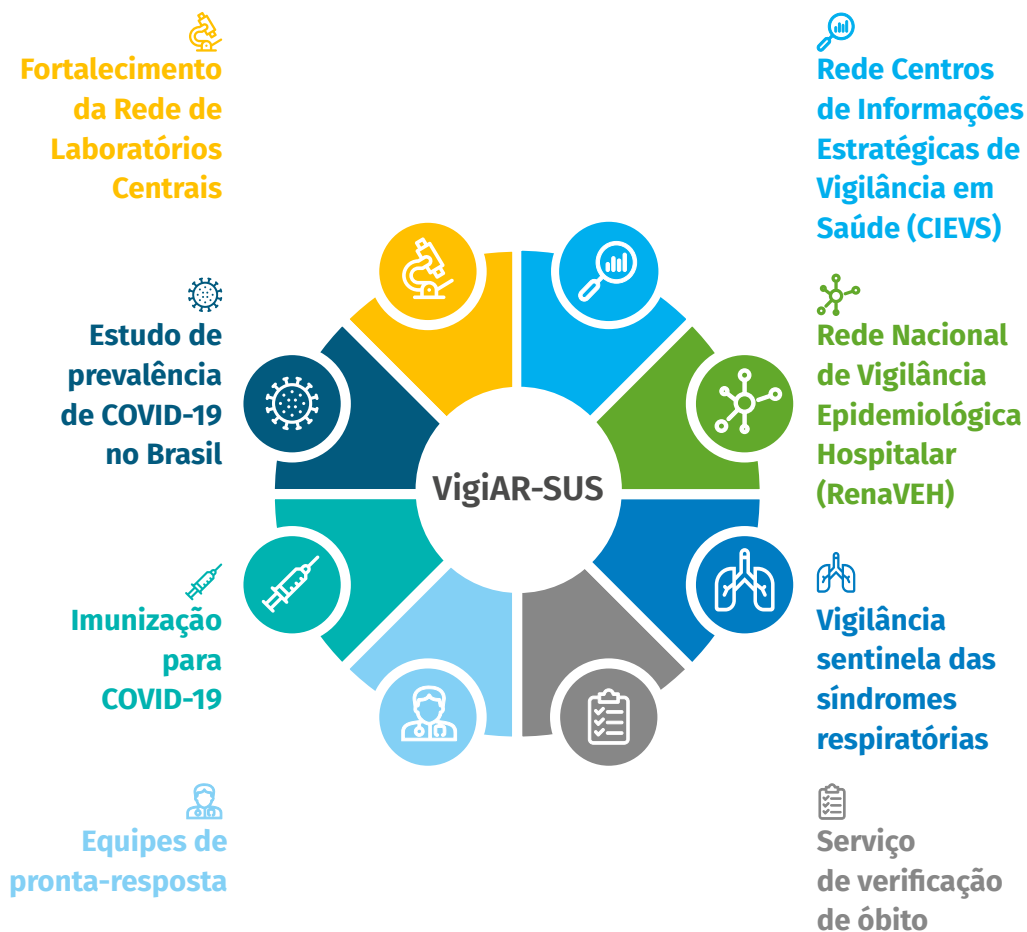 Fortalecimento
da Rede de
Laboratórios
Centrais
Estudo de
prevalência
de COVID-19
no Brasil
Imunização
para
COVID-19
Equipes de
pronta-resposta
VigiAR-SUS
Rede Centros
de Informações
Estratégicas de
Vigilância em
Saúde (CIEVS)
Rede Nacional
de Vigilância
Epidemiológica
Hospitalar
(RenaVEH)
Vigilância
sentinela das
síndromes
respiratórias
Serviço
de verificação
de óbito